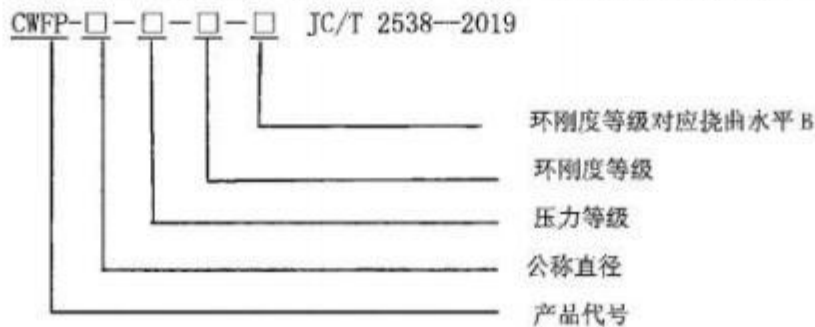 CWFP-□-□-□-□ JC/T 2538—2019
环刚度等级对应挠曲水平 B
环刚度等级
压力等级
公称直径
产品代号